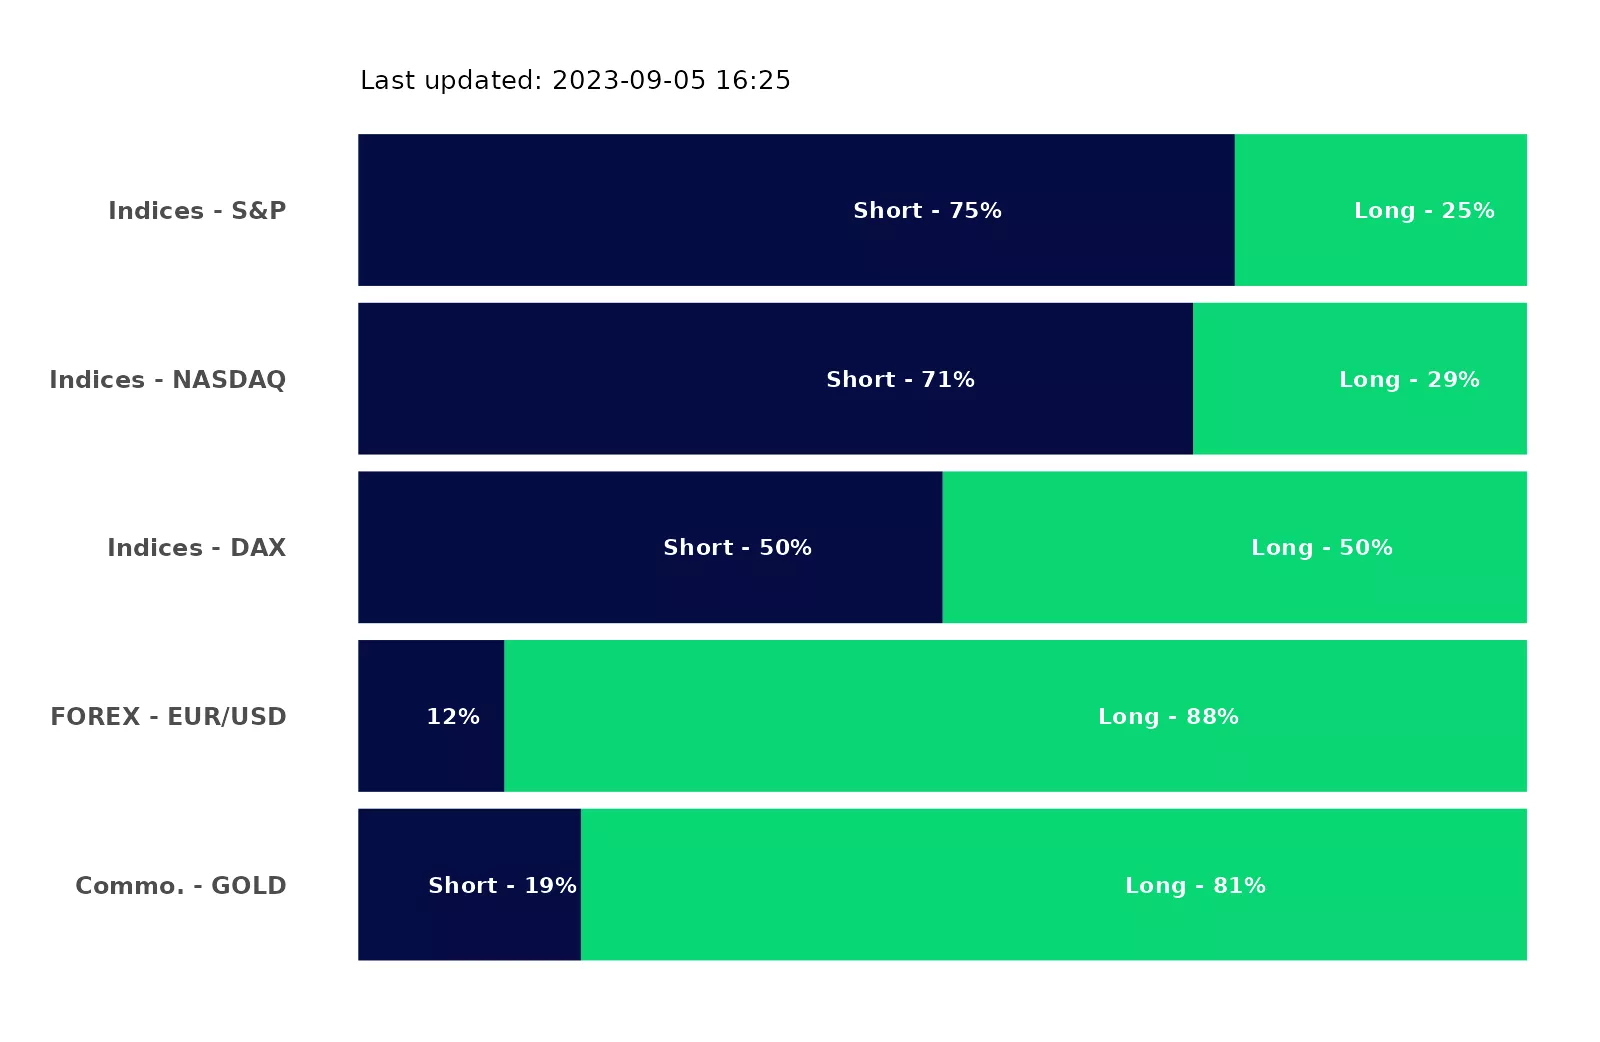 Last updated: 2023-09-05 16:25
Indices - S&P Short - 75% Long - 25%
Indices - NASDAQ Short - 71% Long - 29%
Indices - DAX Short - 50% Long - 50%
FOREX - EUR/USD 12% Long - 88%
Commo. - GOLD Short - 19% Long - 81%